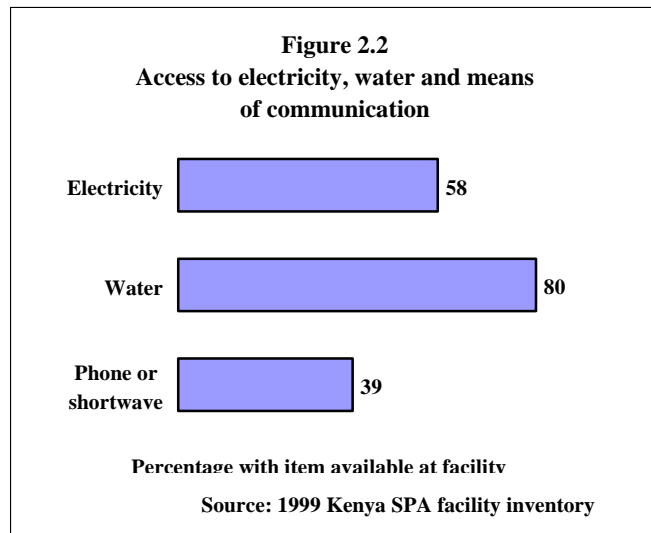 Figure 2.2
Access to electricity, water and means
of communication
Electricity
58
Water
80
Phone or
shortwave
39
Percentage with item available at facility
Source: 1999 Kenya SPA facility inventory